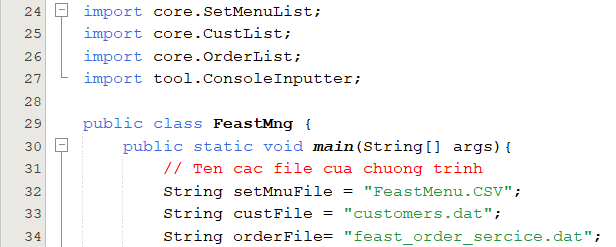 24 import core.SetMenuList;
25 import core.CustList;
26 import core.OrderList;
27 import tool.ConsoleInputter;
28
29 public class FeastMng {
30 public static void main(String[] args){
31 // Ten cac file cua chuong trinh
32 String setMnuFile = "FeastMenu.CSV";
33 String custFile = "customers.dat";
34 String orderFile= "feast_order_sercice.dat";